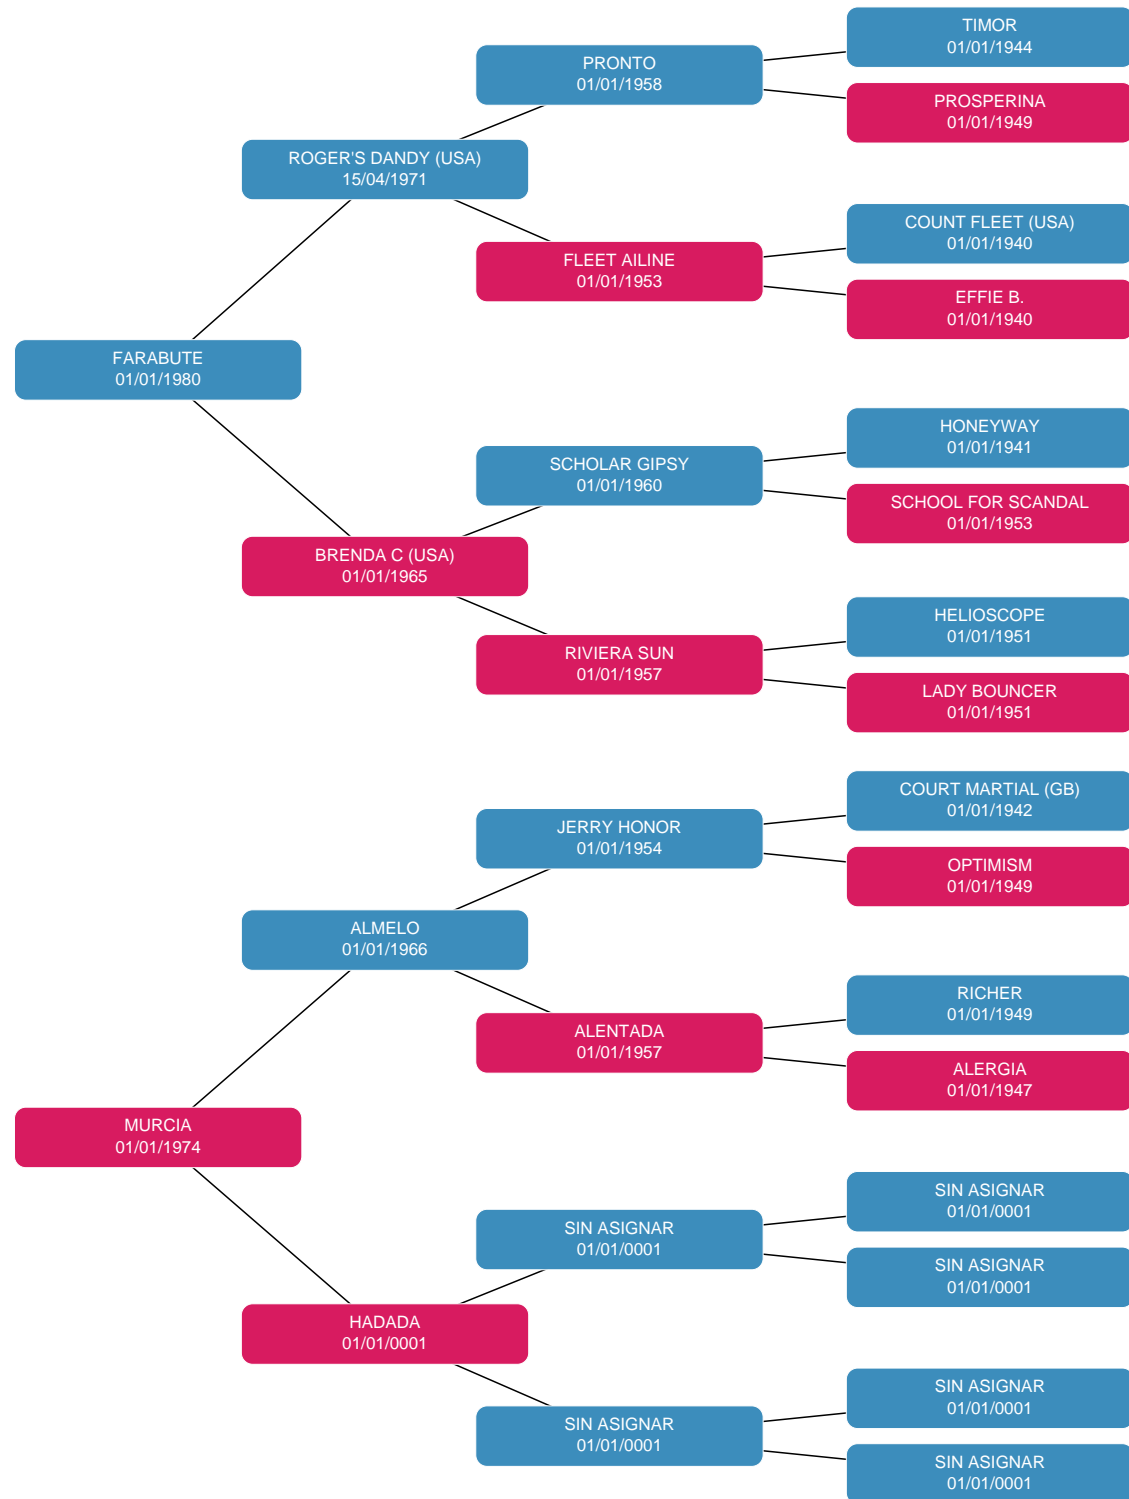 TIMOR
01/01/1944
PRONTO
01/01/1958
PROSPERINA
01/01/1949
ROGER'S DANDY (USA)
15/04/1971
COUNT FLEET (USA)
01/01/1940
FLEET AILINE
01/01/1953
EFFIE B.
01/01/1940
FARABUTE
01/01/1980
HONEYWAY
01/01/1941
SCHOLAR GIPSY
01/01/1960
SCHOOL FOR SCANDAL
01/01/1953
BRENDA C (USA)
01/01/1965
HELIOSCOPE
01/01/1951
RIVIERA SUN
01/01/1957
LADY BOUNCER
01/01/1951
COURT MARTIAL (GB)
01/01/1942
JERRY HONOR
01/01/1954
OPTIMISM
01/01/1949
ALMELO
01/01/1966
RICHER
01/01/1949
ALENTADA
01/01/1957
ALERGIA
01/01/1947
MURCIA
01/01/1974
SIN ASIGNAR
01/01/0001
SIN ASIGNAR
01/01/0001
SIN ASIGNAR
01/01/0001
HADADA
01/01/0001
SIN ASIGNAR
01/01/0001
SIN ASIGNAR
01/01/0001
SIN ASIGNAR
01/01/0001